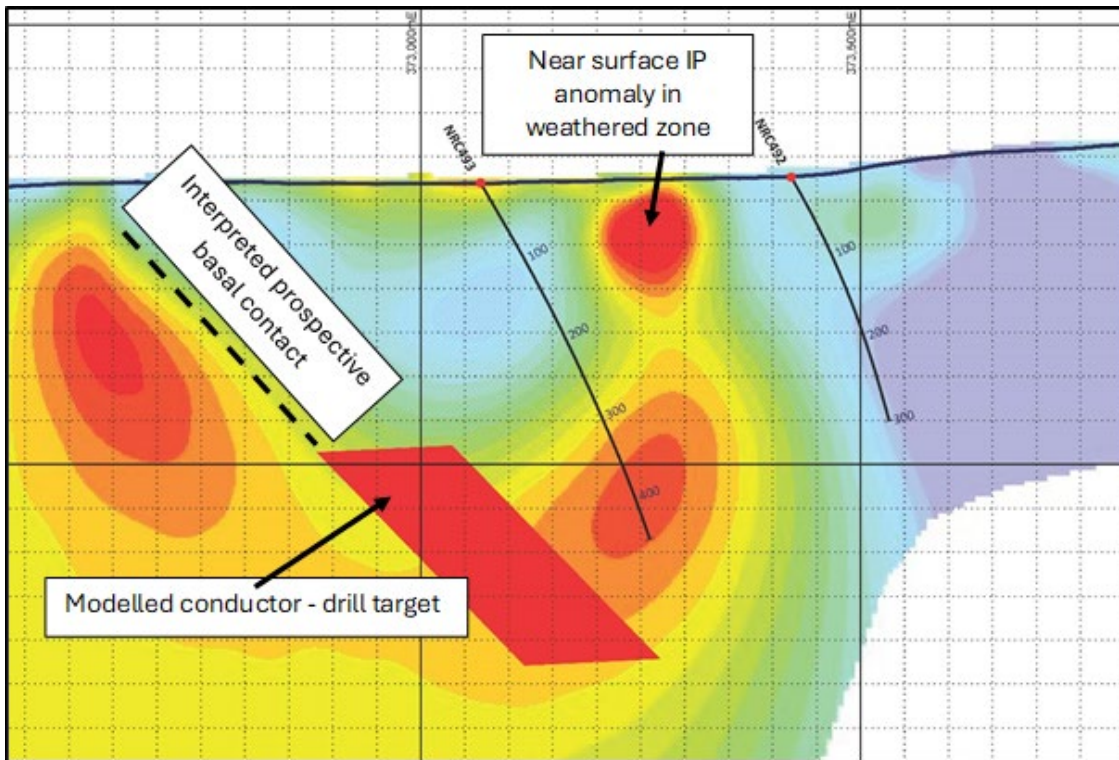 373,000mE
373,500mE
Near surface IP
anomaly in
weathered zone
NRC493
NRC492
Interpreted prospective
basal contact
100
200
300
400
100
200
300
Modelled conductor - drill target